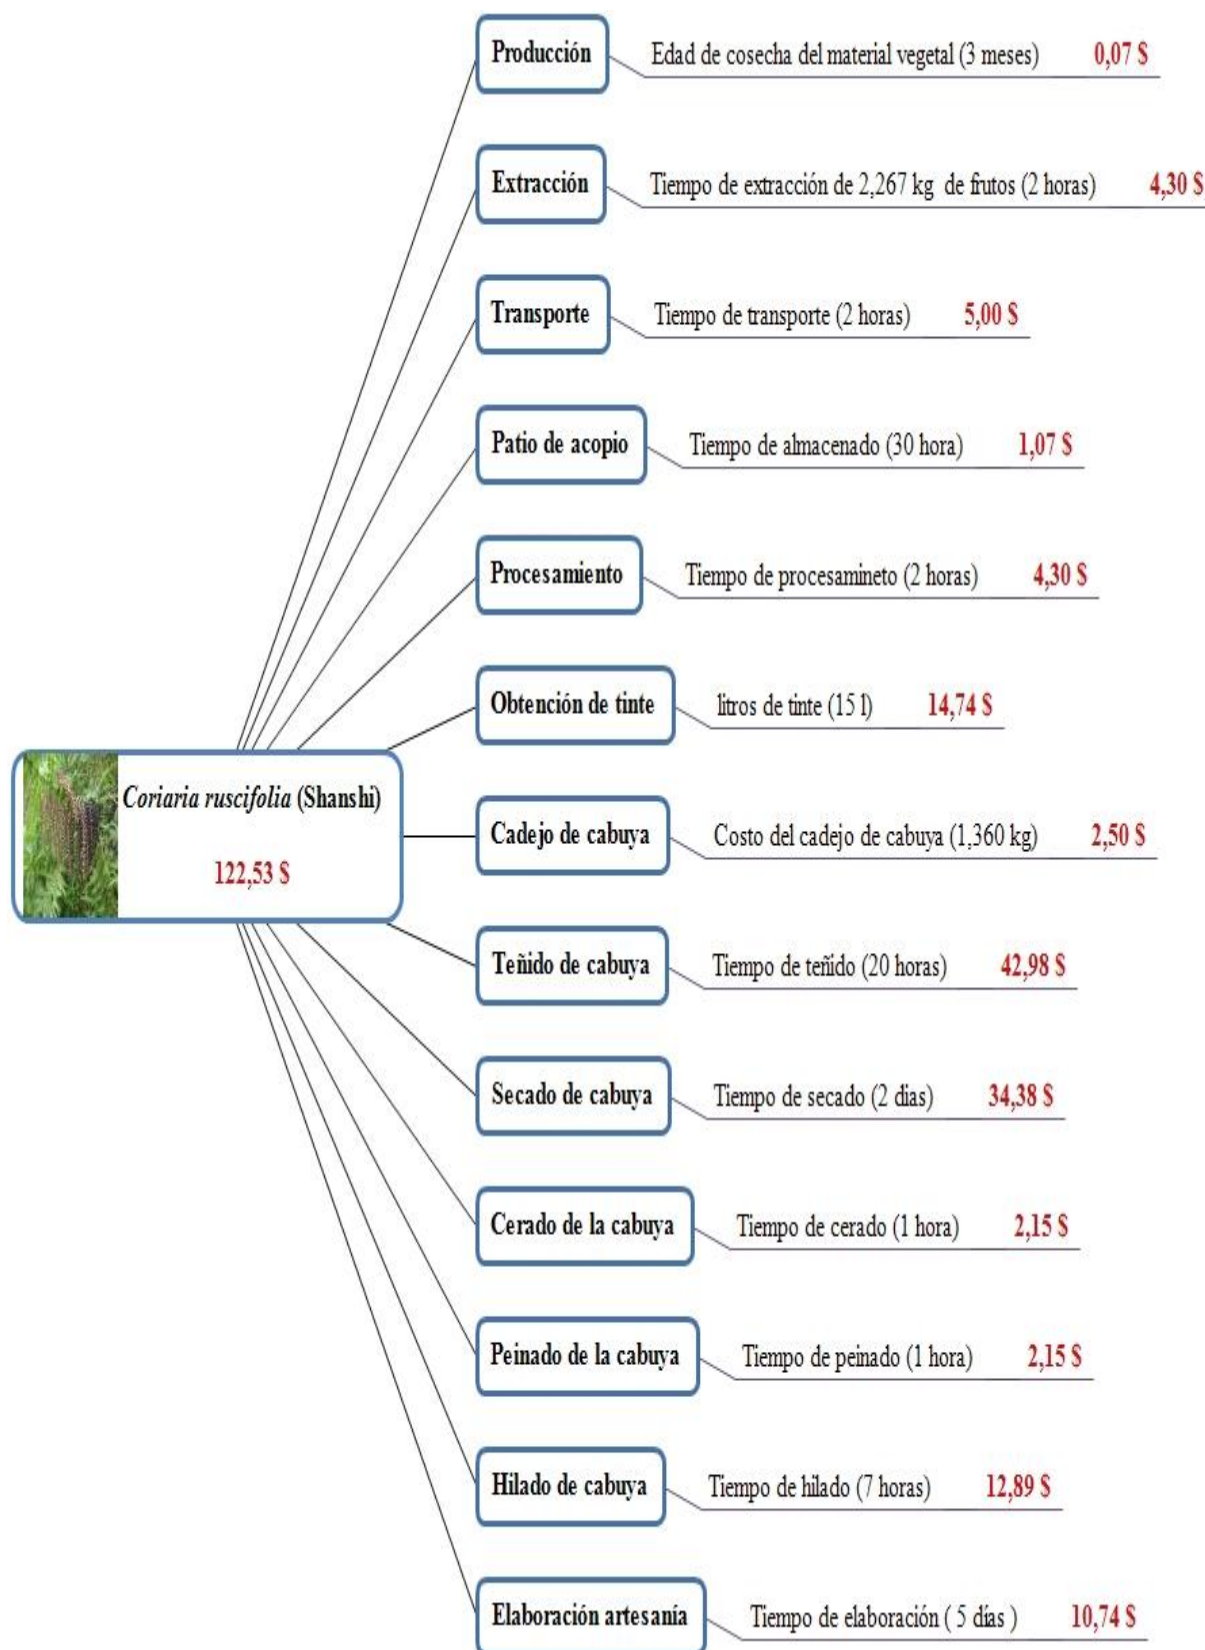 Producción
Edad de cosecha del material vegetal (3 meses) 0,07 $
Extracción
Tiempo de extracción de 2,267 kg de frutos (2 horas) 4,30 $
Transporte
Tiempo de transporte (2 horas) 5,00 $
Patio de acopio
Tiempo de almacenado (30 hora) 1,07 $
Procesamiento
Tiempo de procesamineto (2 horas) 4,30 $
Obtención de tinte
litros de tinte (15 l) 14,74 $
Coriaria ruscifolia (Shanshi)
122,53 $
Cadejo de cabuya
Costo del cadejo de cabuya (1,360 kg) 2,50 $
Teñido de cabuya
Tiempo de teñido (20 horas) 42,98 $
Secado de cabuya
Tiempo de secado (2 dias) 34,38 $
Cerado de la cabuya
Tiempo de cerado (1 hora) 2,15 $
Peinado de la cabuya
Tiempo de peinado (1 hora) 2,15 $
Hilado de cabuya
Tiempo de hilado (7 horas) 12,89 $
Elaboración artesanía
Tiempo de elaboración ( 5 días ) 10,74 $